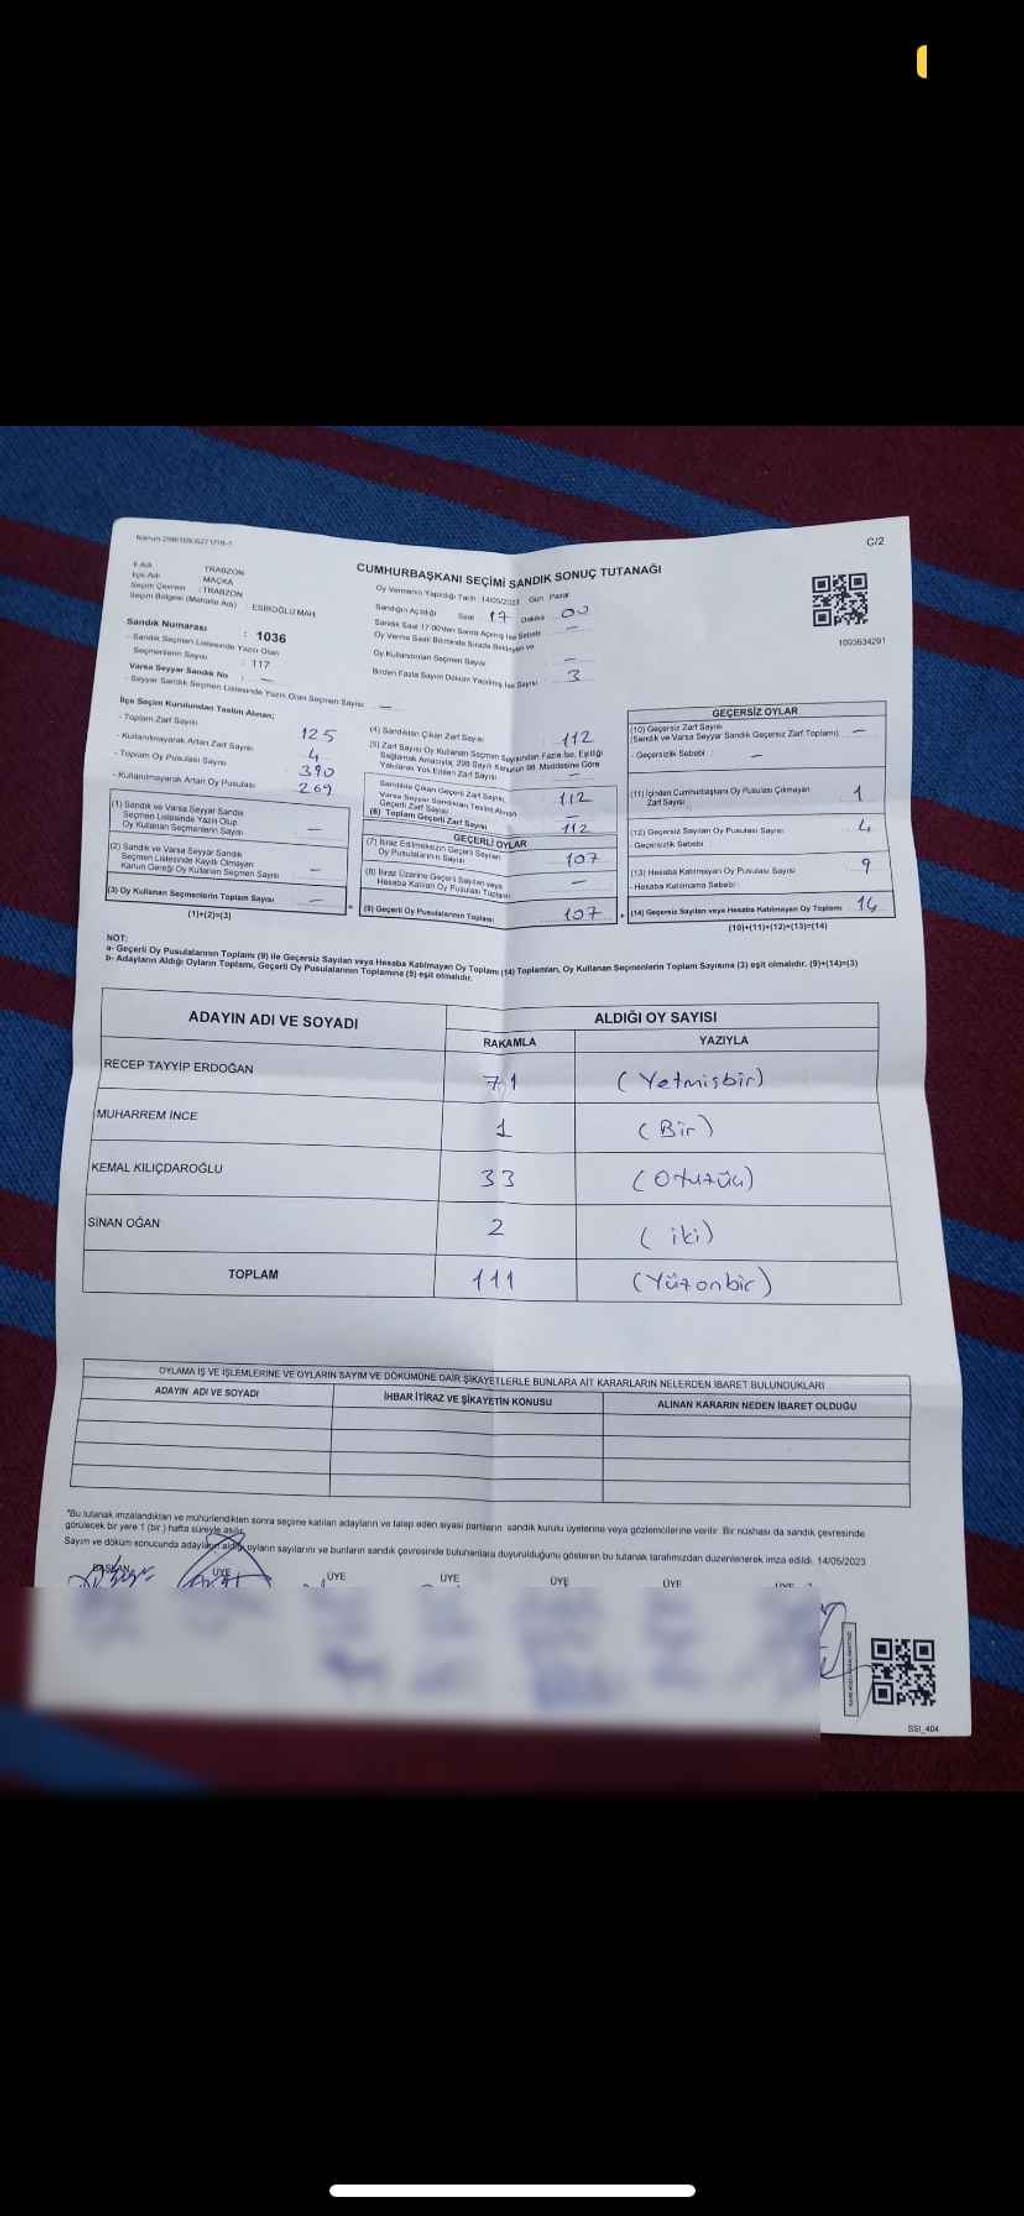 C/2
İl Adı TRABZON
İlçe Adı MAÇKA
Seçim Çevresi : TRABZON
Seçim Bölgesi (Mahalle Adı) ESİROĞLU MAH
Sandık Numarası : 1036
- Sandık Seçmen Listesinde Yazılı Olan
Seçmenlerin Sayısı : 117
Varsa Seyyar Sandık No : —
- Seyyar Sandık Seçmen Listesinde Yazılı Olan Seçmen Sayısı —
CUMHURBAŞKANI SEÇİMİ SANDIK SONUÇ TUTANAĞI
Oy Vermenin Yapıldığı Tarih : 14/05/2023 Gün: Pazar
Sandığın Açıldığı Saat 17 Dakika 00
Sandık Saat 17:00'den Sonra Açılmış İse Sebebi —
Oy Verme Saati Bitiminde Sırada Bekleyen ve
Oy Kullandırılan Seçmen Sayısı —
Birden Fazla Sayım Döküm Yapılmış İse Sayısı 3
1093634291
İlçe Seçim Kurulundan Teslim Alınan;
- Toplam Zarf Sayısı 125
- Kullanılmayarak Artan Zarf Sayısı 4
- Toplam Oy Pusulası Sayısı 390
- Kullanılmayarak Artan Oy Pusulası 269
(1) Sandık ve Varsa Seyyar Sandık
Seçmen Listesinde Yazılı Olup
Oy Kullanan Seçmenlerin Sayısı —
(2) Sandık ve Varsa Seyyar Sandık
Seçmen Listesinde Kayıtlı Olmayan
Kanun Gereği Oy Kullanan Seçmen Sayısı —
(3) Oy Kullanan Seçmenlerin Toplam Sayısı —
(1)+(2)=(3)
(4) Sandıktan Çıkan Zarf Sayısı 112
(5) Zarf Sayısı Oy Kullanan Seçmen Sayısından Fazla İse, Eşitliği
Sağlamak Amacıyla, 298 Sayılı Kanunun 98. Maddesine Göre
Yakılarak Yok Edilen Zarf Sayısı —
Sandıkta Çıkan Geçerli Zarf Sayısı 112
Varsa Seyyar Sandıktan Teslim Alınan
Geçerli Zarf Sayısı —
(6) Toplam Geçerli Zarf Sayısı 112
GEÇERLİ OYLAR
(7) İtiraz Edilmeksizin Geçerli Sayılan
Oy Pusulalarının Sayısı 107
(8) İtiraz Üzerine Geçerli Sayılan veya
Hesaba Katılan Oy Pusulası Toplamı —
(9) Geçerli Oy Pusulalarının Toplamı 107
GEÇERSİZ OYLAR
(10) Geçersiz Zarf Sayısı
(Sandık ve Varsa Seyyar Sandık Geçersiz Zarf Toplamı) —
- Geçersizlik Sebebi : —
(11) İçinden Cumhurbaşkanı Oy Pusulası Çıkmayan
Zarf Sayısı 1
(12) Geçersiz Sayılan Oy Pusulası Sayısı 4
- Geçersizlik Sebebi
(13) Hesaba Katılmayan Oy Pusulası Sayısı 9
- Hesaba Katılmama Sebebi
(14) Geçersiz Sayılan veya Hesaba Katılmayan Oy Toplamı 14
(10)+(11)+(12)+(13)=(14)
NOT:
a- Geçerli Oy Pusulalarının Toplamı (9) ile Geçersiz Sayılan veya Hesaba Katılmayan Oy Toplamı (14) Toplamları, Oy Kullanan Seçmenlerin Toplam Sayısına (3) eşit olmalıdır. (9)+(14)=(3)
b- Adayların Aldığı Oyların Toplamı, Geçerli Oy Pusulalarının Toplamına (9) eşit olmalıdır.
ADAYIN ADI VE SOYADI ALDIĞI OY SAYISI
RAKAMLA YAZIYLA
RECEP TAYYİP ERDOĞAN 71 (Yetmişbir)
MUHARREM İNCE 1 (Bir)
KEMAL KILIÇDAROĞLU 33 (Otuzüç)
SİNAN OĞAN 2 (iki)
TOPLAM 111 (Yüzonbir)
OYLAMA İŞ VE İŞLEMLERİNE VE OYLARIN SAYIM VE DÖKÜMÜNE DAİR ŞİKAYETLERLE BUNLARA AİT KARARLARIN NELERDEN İBARET BULUNDUKLARI
ADAYIN ADI VE SOYADI İHBAR İTİRAZ VE ŞİKAYETİN KONUSU ALINAN KARARIN NEDEN İBARET OLDUĞU
*Bu tutanak imzalandıktan ve mühürlendikten sonra seçime katılan adayların ve talep eden siyasi partilerin sandık kurulu üyelerine veya gözlemcilerine verilir. Bir nüshası da sandık çevresinde
görülecek bir yere 1 (bir) hafta süreyle asılır.
Sayım ve döküm sonucunda adayların aldığı oyların sayılarını ve bunların sandık çevresinde bulunanlara duyurulduğunu gösteren bu tutanak tarafımızdan düzenlenerek imza edildi. 14/05/2023
BAŞKAN ÜYE ÜYE ÜYE ÜYE ÜYE ÜYE
SSI_404